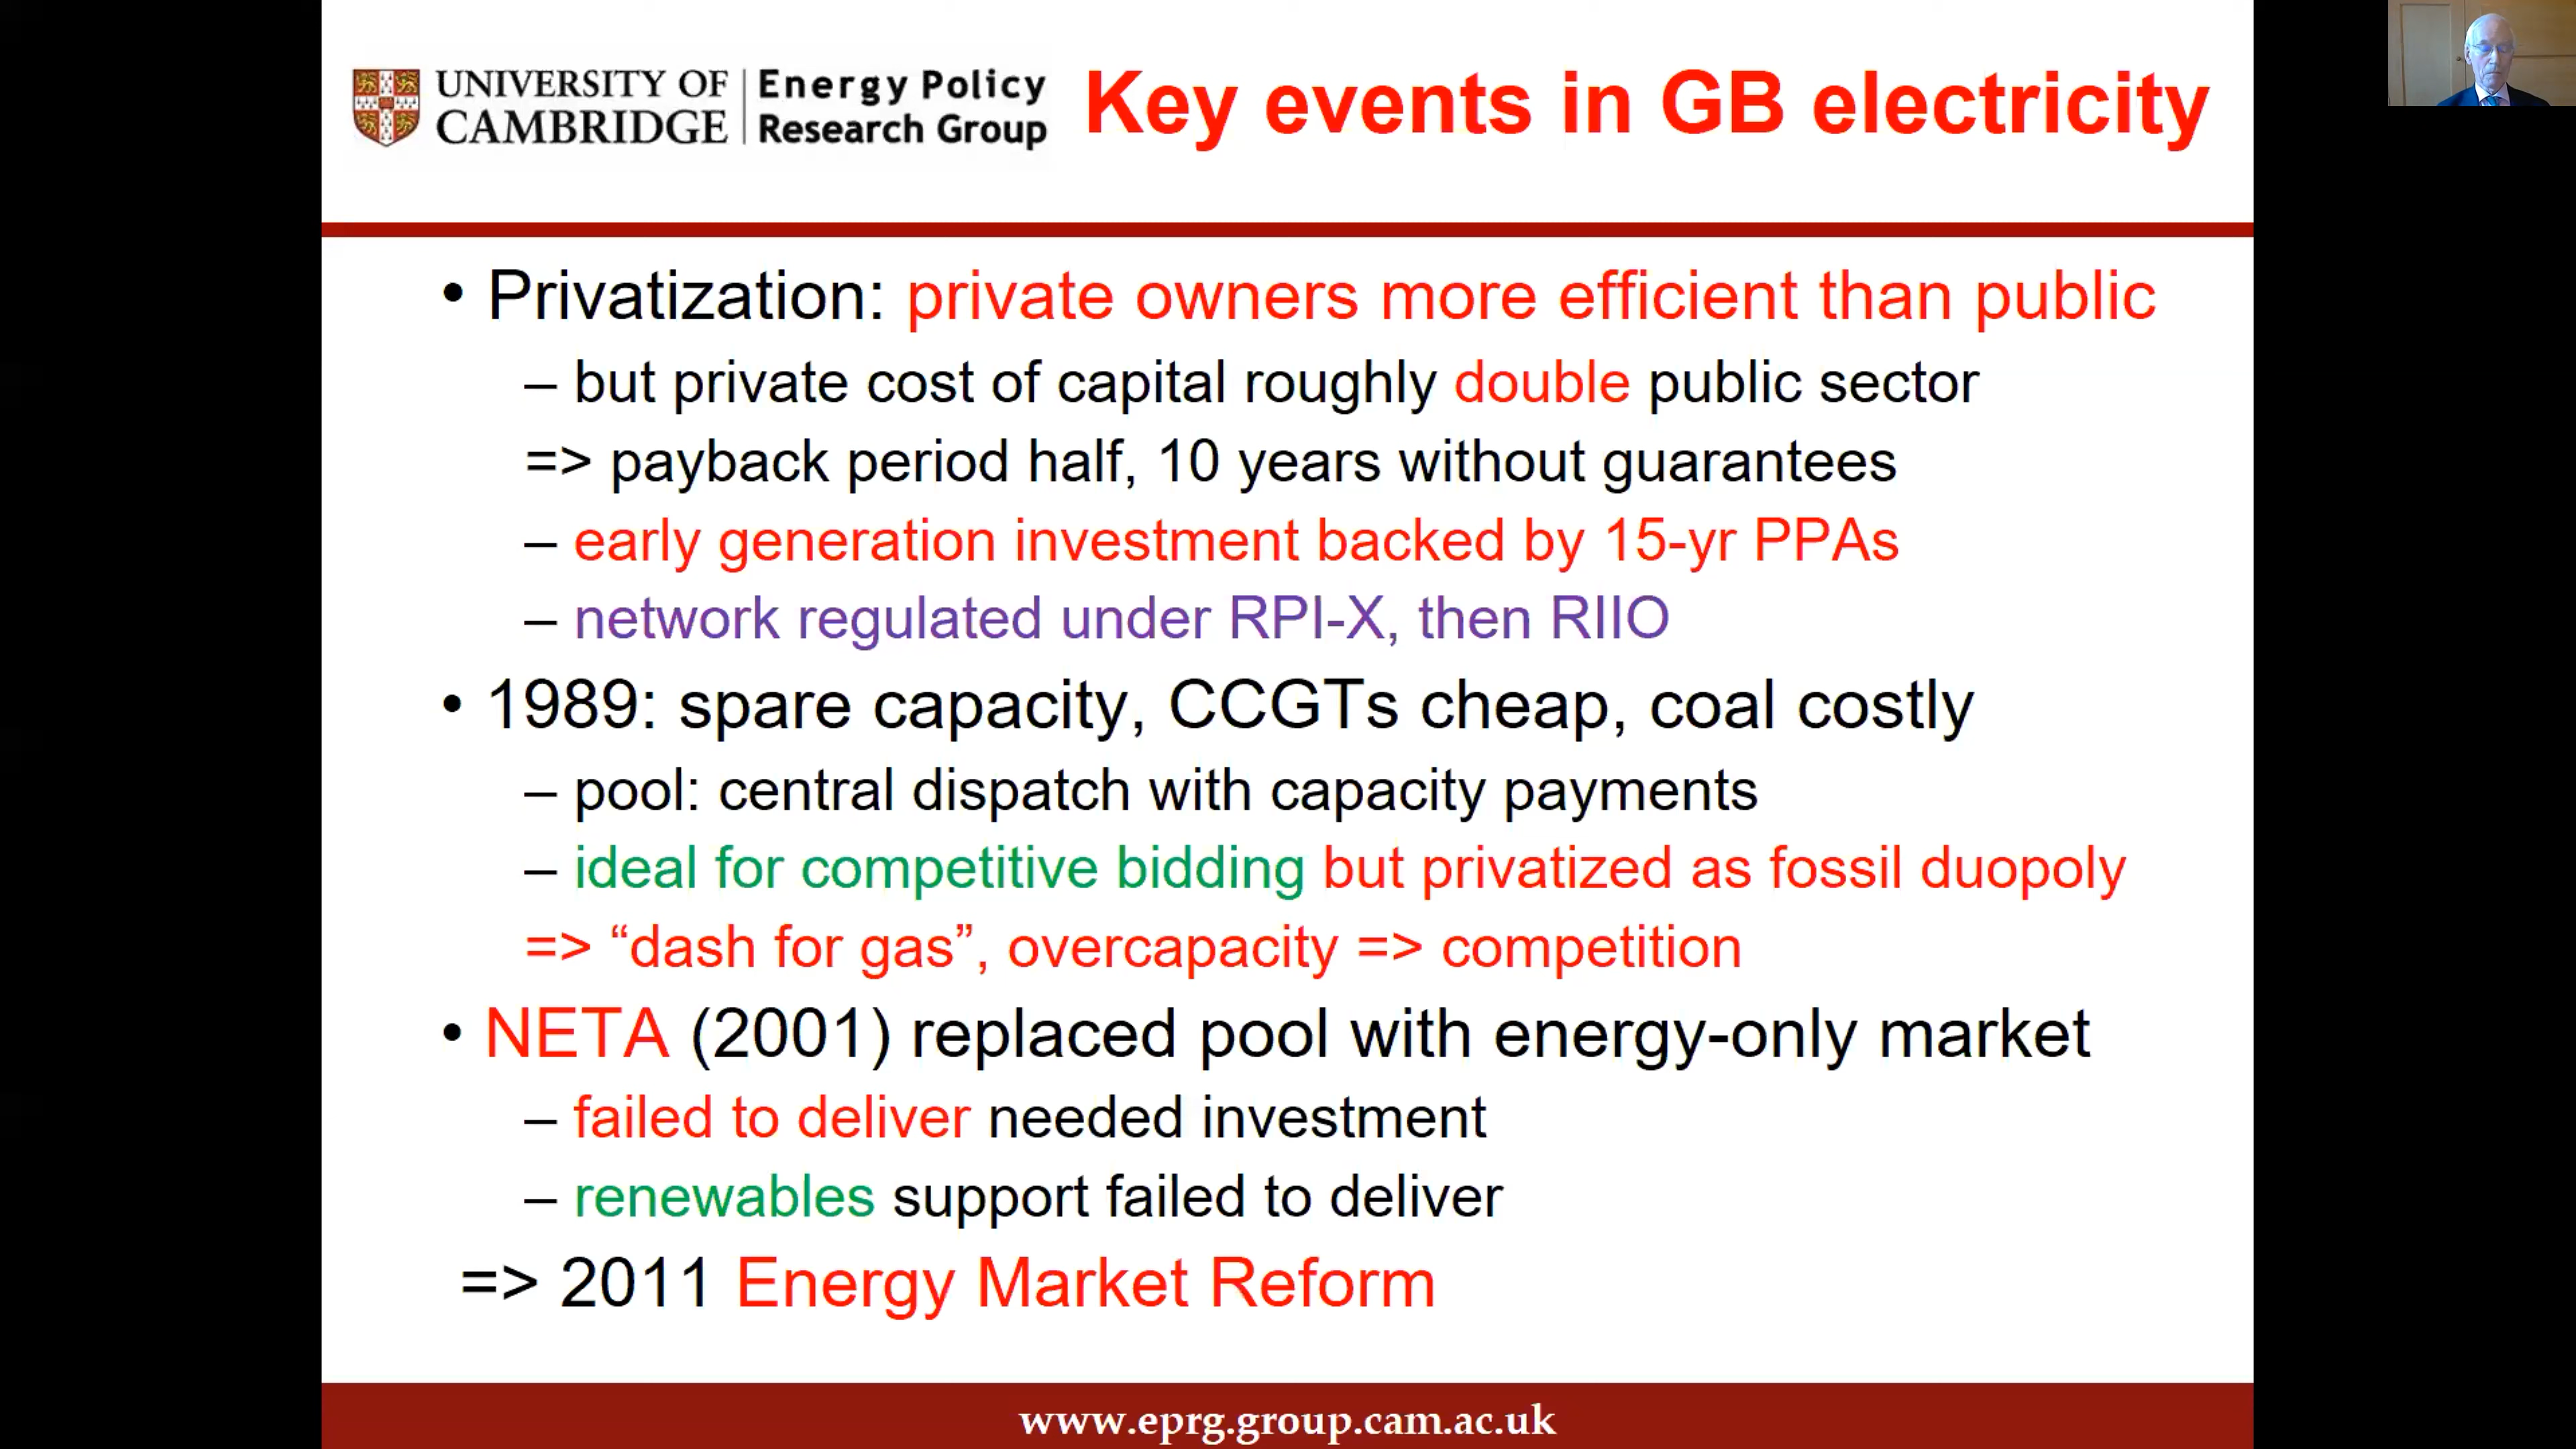 UNIVERSITY OF CAMBRIDGE
Energy Policy Research Group
Key events in GB electricity
• Privatization: private owners more efficient than public
– but private cost of capital roughly double public sector
=> payback period half, 10 years without guarantees
– early generation investment backed by 15-yr PPAs
– network regulated under RPI-X, then RIIO
• 1989: spare capacity, CCGTs cheap, coal costly
– pool: central dispatch with capacity payments
– ideal for competitive bidding but privatized as fossil duopoly
=> “dash for gas”, overcapacity => competition
• NETA (2001) replaced pool with energy-only market
– failed to deliver needed investment
– renewables support failed to deliver
=> 2011 Energy Market Reform
www.eprg.group.cam.ac.uk